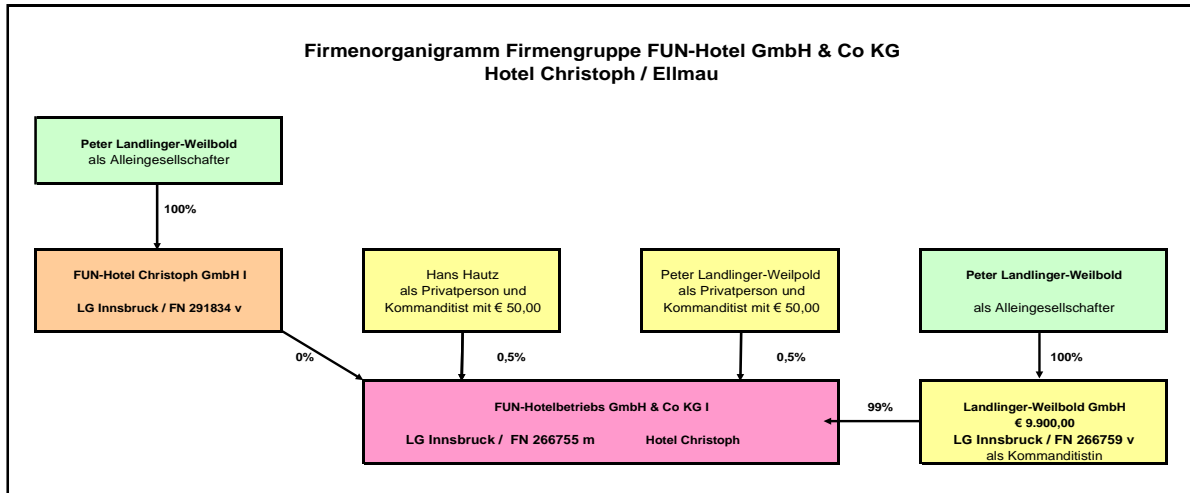 Firmenorganigramm Firmengruppe FUN-Hotel GmbH & Co KG
Hotel Christoph / Ellmau
Peter Landlinger-Weilbold
als Alleingesellschafter
100%
FUN-Hotel Christoph GmbH I
LG Innsbruck / FN 291834 v
Hans Hautz
als Privatperson und
Kommanditist mit € 50,00
Peter Landlinger-Weilpold
als Privatperson und
Kommanditist mit € 50,00
Peter Landlinger-Weilbold
als Alleingesellschafter
0%
0,5%
0,5%
100%
FUN-Hotelbetriebs GmbH & Co KG I
LG Innsbruck / FN 266755 m Hotel Christoph
99%
Landlinger-Weilbold GmbH
€ 9.900,00
LG Innsbruck / FN 266759 v
als Kommanditistin